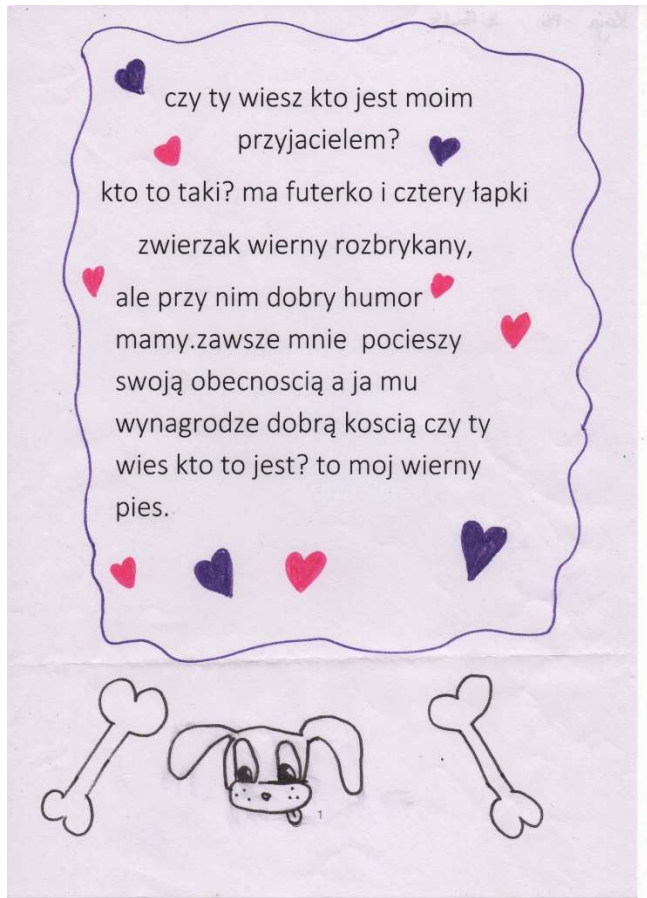 czy ty wiesz kto jest moim
przyjacielem?
kto to taki? ma futerko i cztery łapki
zwierzak wierny rozbrykany,
ale przy nim dobry humor
mamy.zawsze mnie  pocieszy
swoją obecnoscią a ja mu
wynagrodze dobrą koscią czy ty
wies kto to jest? to moj wierny
pies.
1